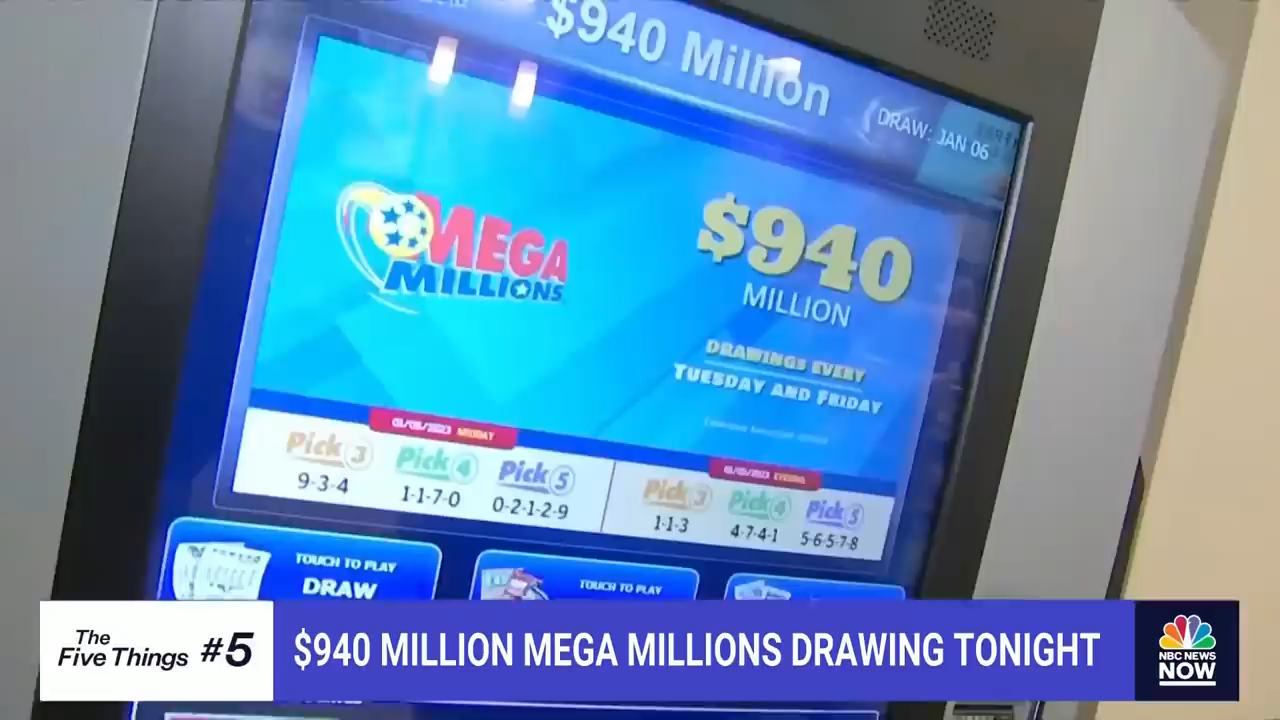 $940 Million
DRAW: JAN 06
MEGA
MILLIONS
$940
MILLION
DRAWINGS EVERY
TUESDAY AND FRIDAY
MIDDAY
Pick 3
Pick 4
Pick 5
9-3-4
1-1-7-0
0-2-1-2-9
EVENING
Pick 3
Pick 4
Pick 5
1-1-3
4-7-4-1
5-6-5-7-8
TOUCH TO PLAY
DRAW
TOUCH TO PLAY
The
Five Things #5
$940 MILLION MEGA MILLIONS DRAWING TONIGHT
NBC NEWS
NOW